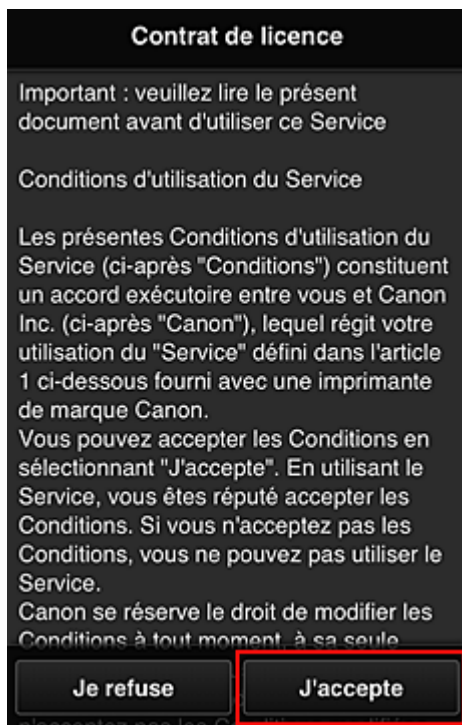 Contrat de licence
Important : veuillez lire le présent
document avant d'utiliser ce Service
Conditions d'utilisation du Service
Les présentes Conditions d'utilisation du
Service (ci-après "Conditions") constituent
un accord exécutoire entre vous et Canon
Inc. (ci-après "Canon"), lequel régit votre
utilisation du "Service" défini dans l'article
1 ci-dessous fourni avec une imprimante
de marque Canon.
Vous pouvez accepter les Conditions en
sélectionnant "J'accepte". En utilisant le
Service, vous êtes réputé accepter les
Conditions. Si vous n'acceptez pas les
Conditions, vous ne pouvez pas utiliser le
Service.
Canon se réserve le droit de modifier les
Conditions à tout moment, à sa seule
Je refuse
J'accepte